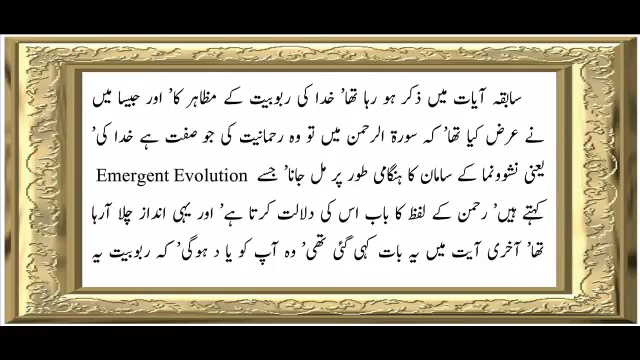 سابقہ آیات میں ذکر ہو رہا تھا’ خدا کی ربوبیت کے مظاہر کا’ اور جیسا میں
نے عرض کیا تھا’ کہ سورۃ الرحمن میں تو وہ رحمانیت کی جو صفت ہے خدا کی’
یعنی نشوونما کے سامان کا ہنگامی طور پر مل جانا’ جسے Emergent Evolution
کہتے ہیں’ رحمن کے لفظ کا باب اس کی دلالت کرتا ہے’ اور یہی انداز چلا آرہا
تھا’ آخری آیت میں یہ بات کہی گئی تھی’ وہ آپ کو یا د ہوگی’ کہ ربوبیت یہ